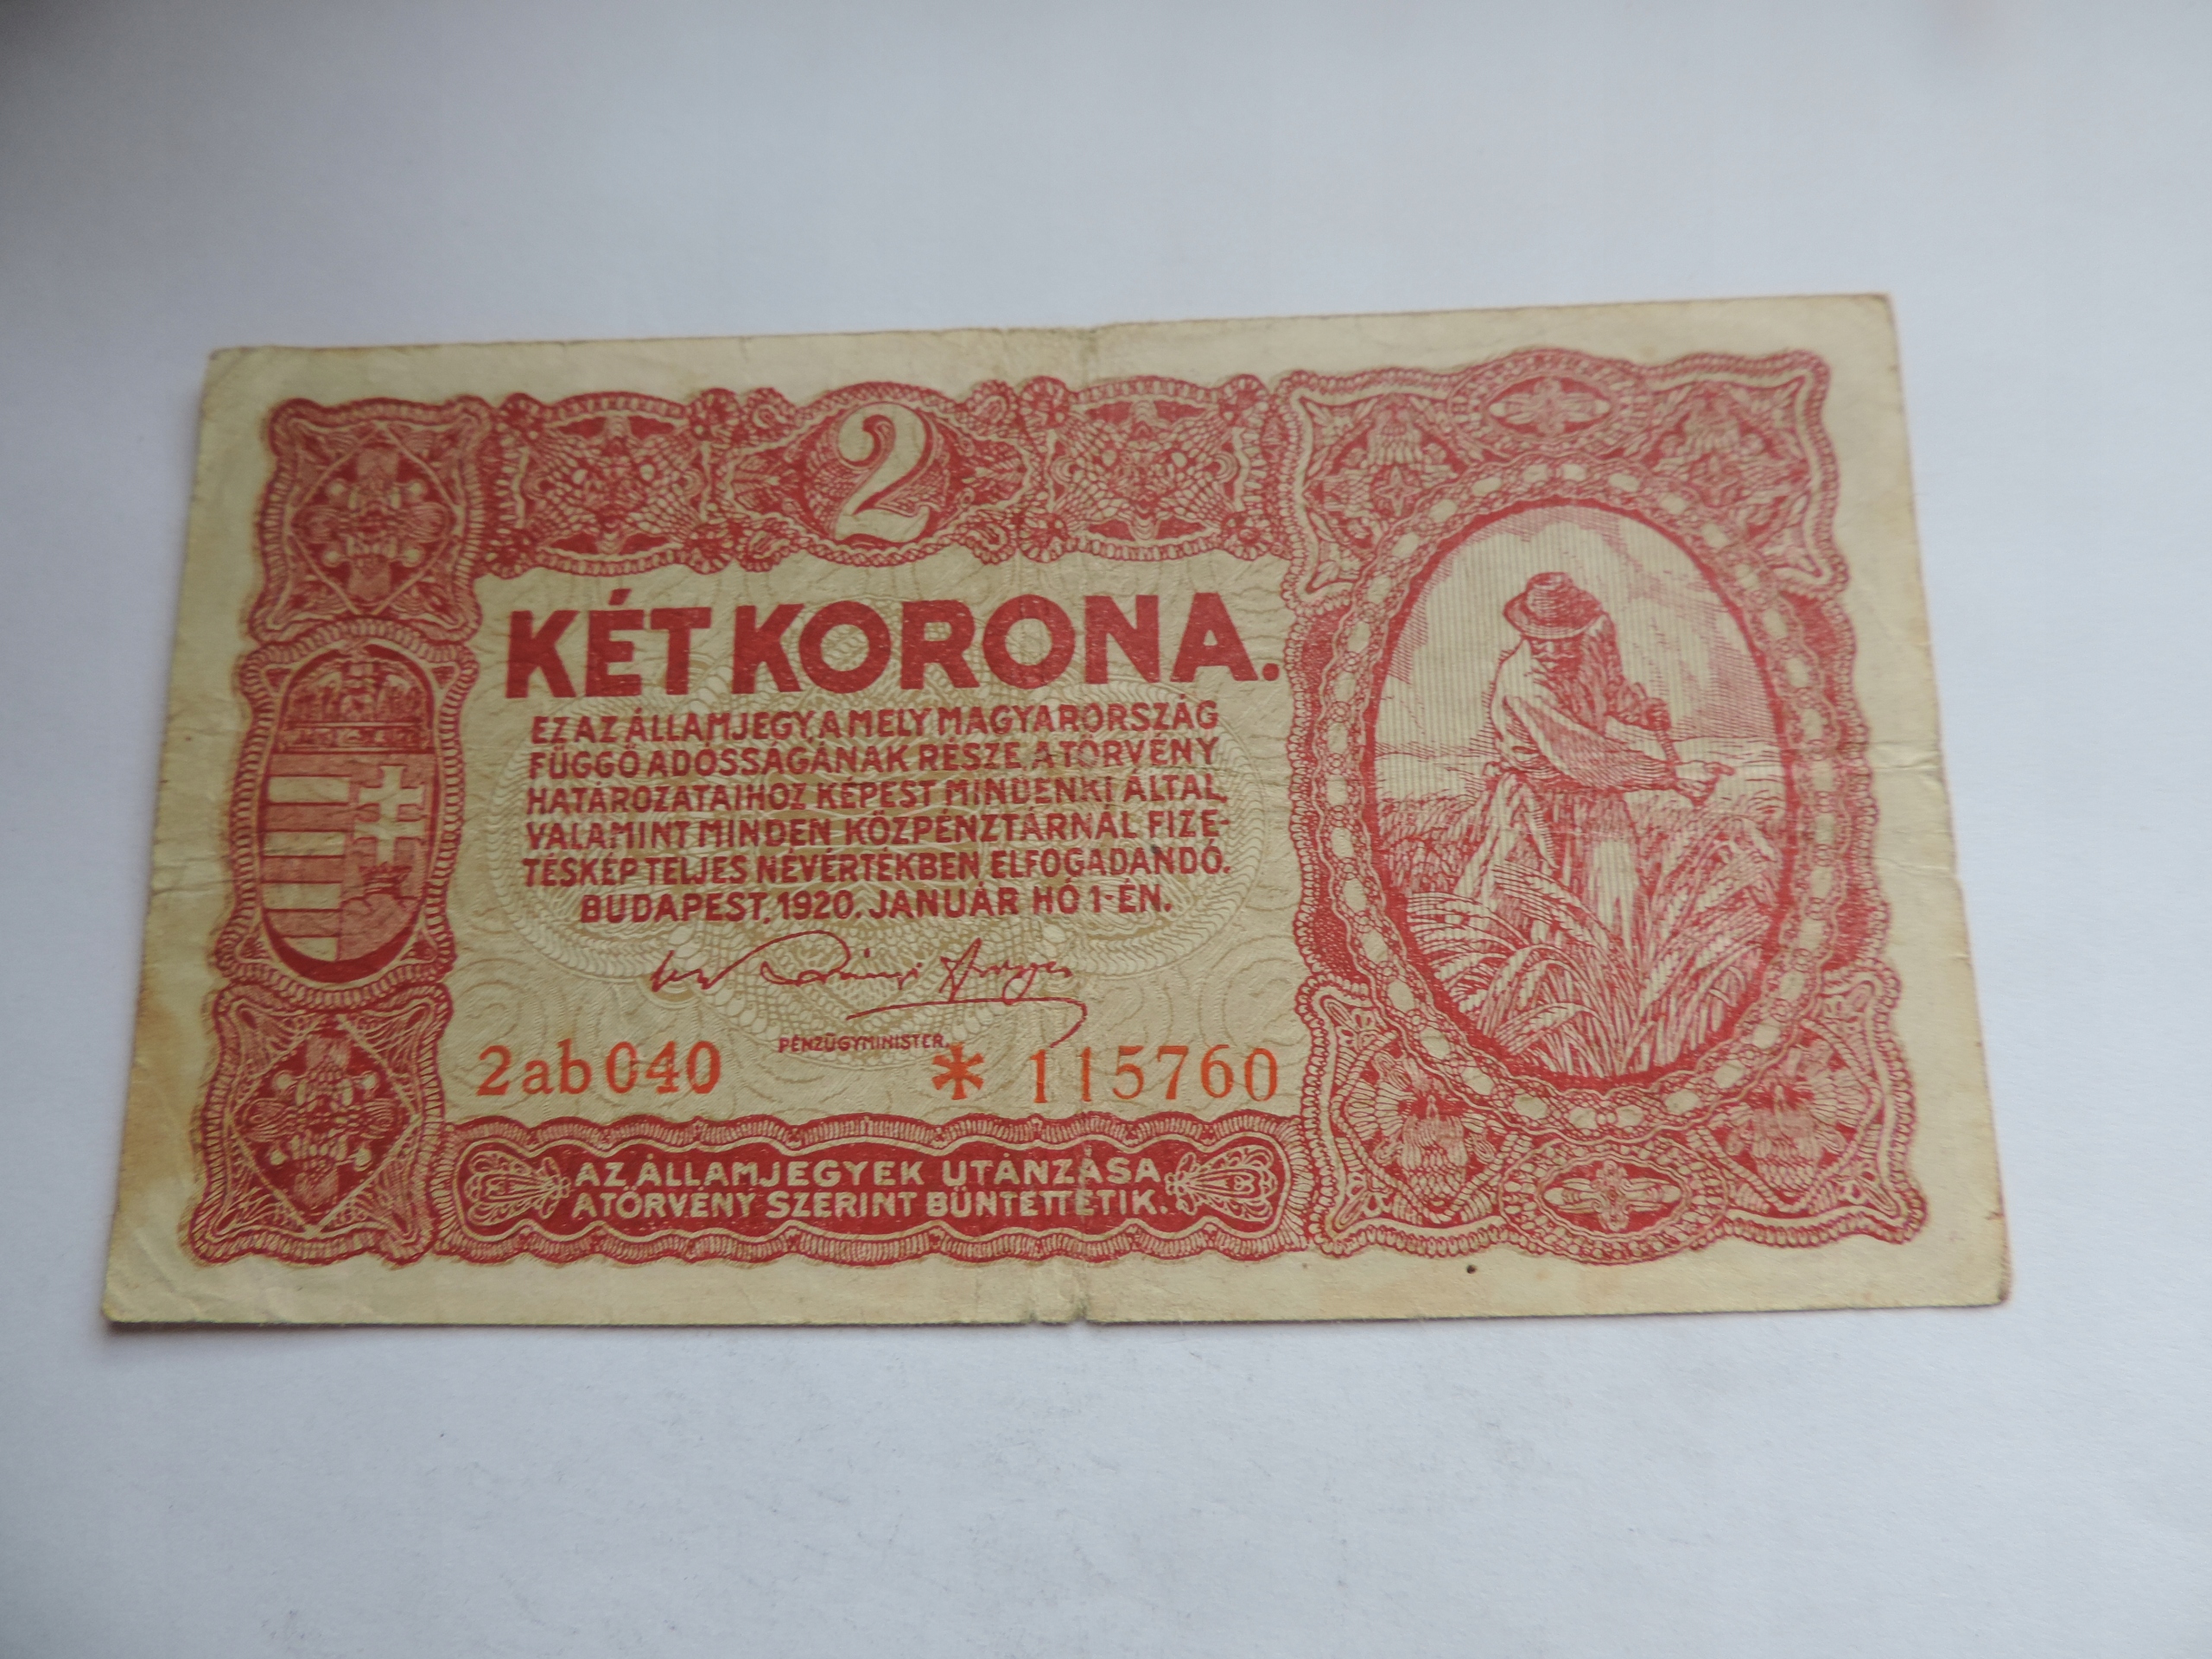 2
KÉT KORONA.
EZ AZ ÁLLAMJEGY, A MELY MAGYARORSZÁG
FÜGGŐ ADÓSSÁGÁNAK RÉSZE, A TÖRVÉNY
HATÁROZATAIHOZ KÉPEST MINDENKI ÁLTAL,
VALAMINT MINDEN KÖZPÉNZTÁRNÁL FIZE-
TÉSKÉP TELJES NÉVÉRTÉKBEN ELFOGADANDÓ.
BUDAPEST, 1920. JANUÁR HÓ 1-ÉN.
PÉNZÜGYMINISTER.
2ab040 * 115760
AZ ÁLLAMJEGYEK UTÁNZÁSA
A TÖRVÉNY SZERINT BÜNTETTETIK.